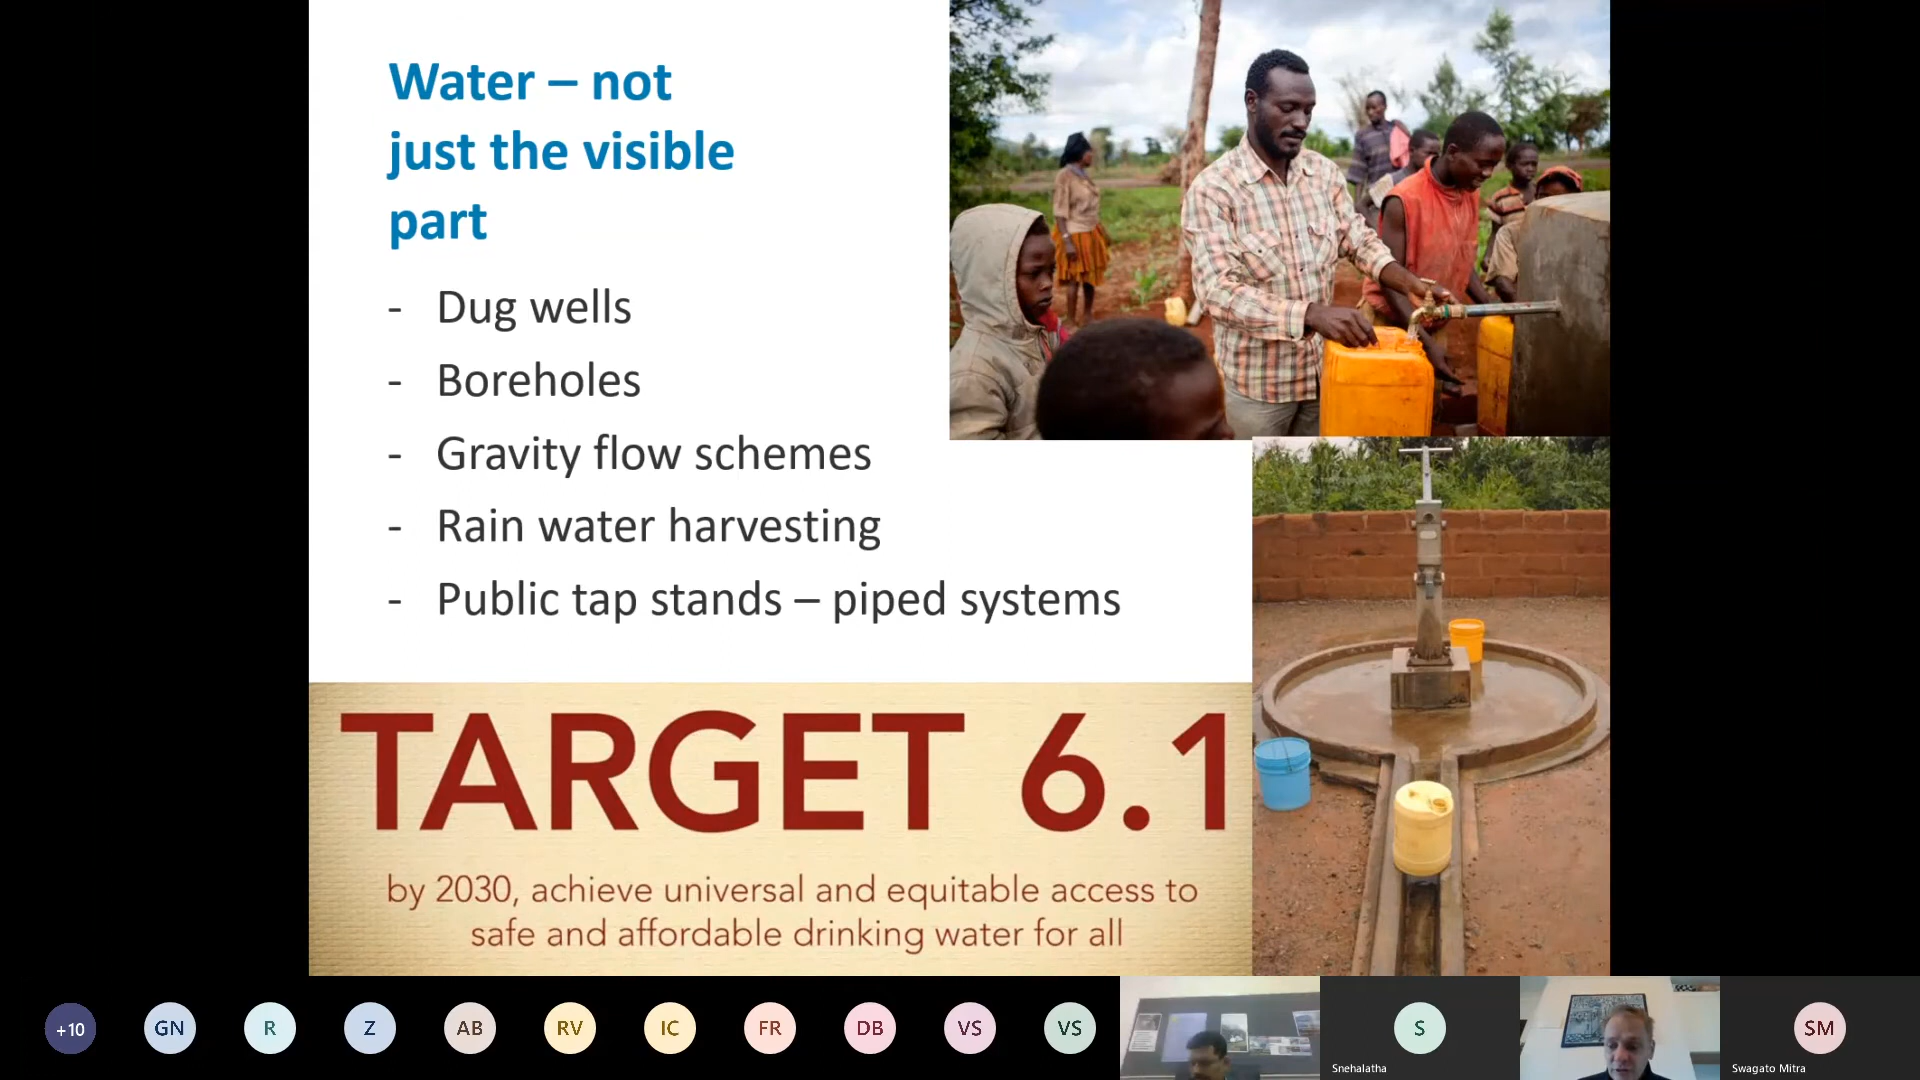 Water – not
just the visible
part
- Dug wells
- Boreholes
- Gravity flow schemes
- Rain water harvesting
- Public tap stands – piped systems
TARGET 6.1
by 2030, achieve universal and equitable access to
safe and affordable drinking water for all
+10
GN
R
Z
AB
RV
IC
FR
DB
VS
VS
S
Snehalatha
SM
Swagato Mitra